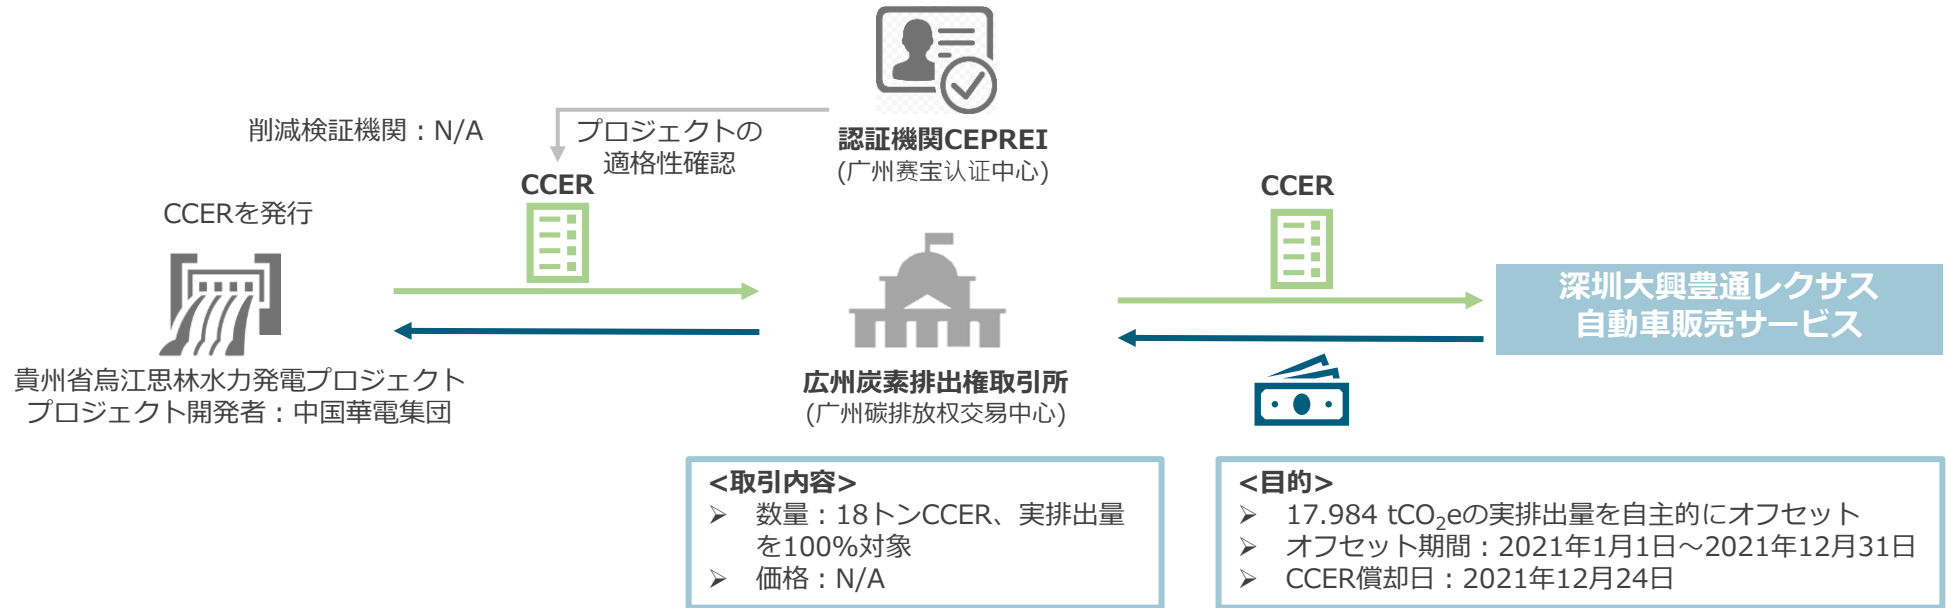 削減検証機関：N/A
プロジェクトの
適格性確認
認証機関CEPREI
(广州赛宝认证中心)
CCER
CCER
CCERを発行
深圳大興豊通レクサス
自動車販売サービス
貴州省烏江思林水力発電プロジェクト
プロジェクト開発者：中国華電集団
広州炭素排出権取引所
(广州碳排放权交易中心)
<取引内容>
➢ 数量：18トンCCER、実排出量
を100%対象
➢ 価格：N/A
<目的>
➢ 17.984 tCO₂eの実排出量を自主的にオフセット
➢ オフセット期間：2021年1月1日～2021年12月31日
➢ CCER償却日：2021年12月24日